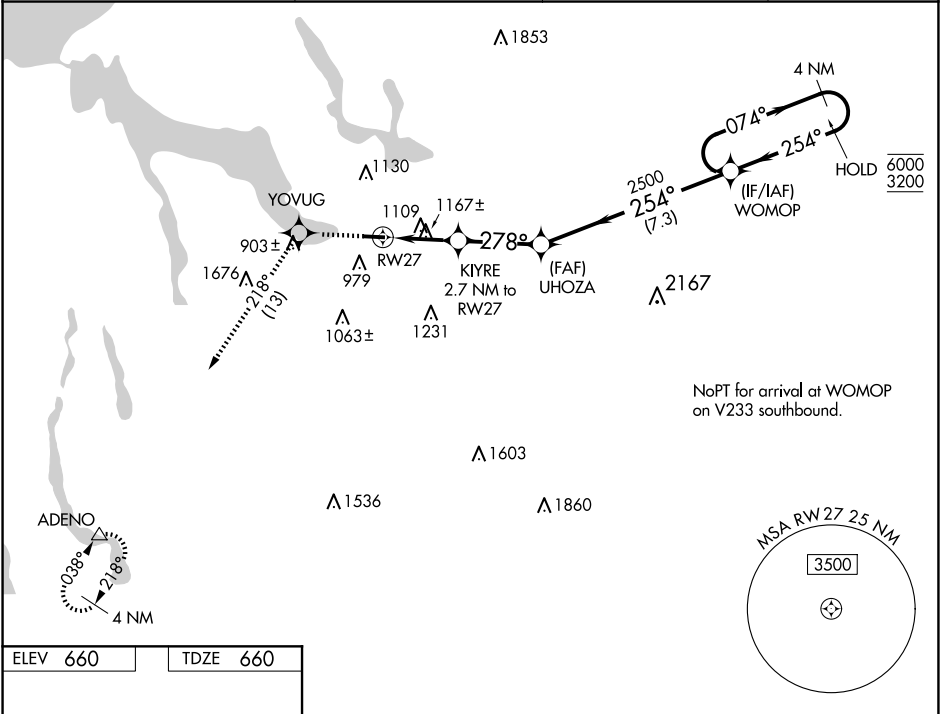 1853
4 NM
074°
254°
HOLD
6000
3200
(IF/IAF)
WOMOP
2500
254°
(7.3)
1130
YOVUG
1109
1167±
903±
RW27
278°
1676
979
KIYRE
2.7 NM to
RW27
(FAF)
UHOZA
218°
(13)
1063±
1231
2167
NoPT for arrival at WOMOP
on V233 southbound.
1603
1536
1860
ADENO
038°
218°
4 NM
MSA RW27 25 NM
3500
ELEV 660
TDZE 660